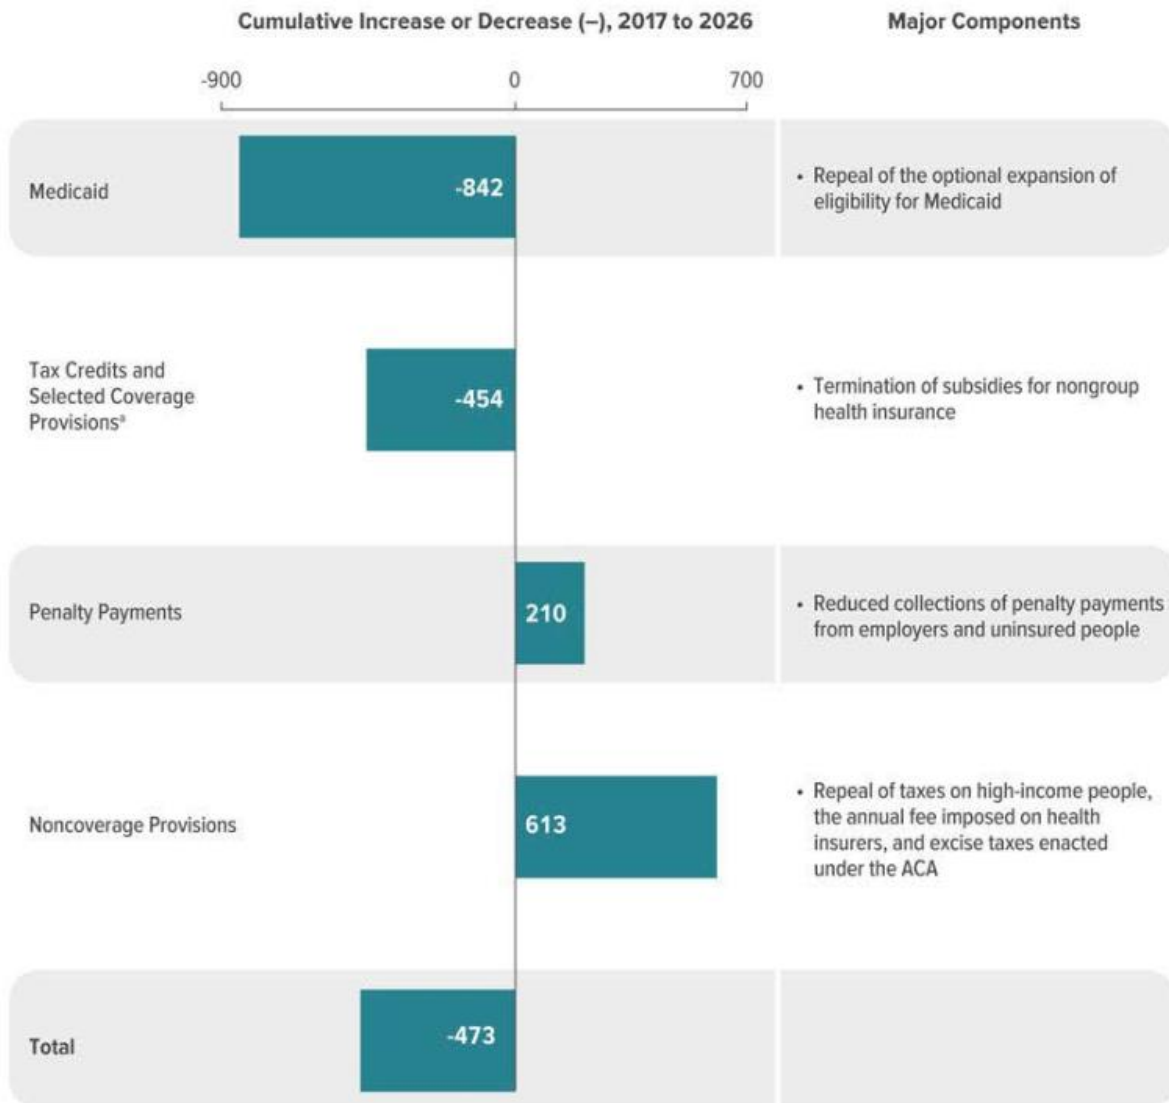 Cumulative Increase or Decrease (–), 2017 to 2026
Major Components
-900
0
700
Medicaid
-842
• Repeal of the optional expansion of
eligibility for Medicaid
Tax Credits and
Selected Coverage
Provisionsᵃ
-454
• Termination of subsidies for nongroup
health insurance
Penalty Payments
210
• Reduced collections of penalty payments
from employers and uninsured people
Noncoverage Provisions
613
• Repeal of taxes on high-income people,
the annual fee imposed on health
insurers, and excise taxes enacted
under the ACA
Total
-473